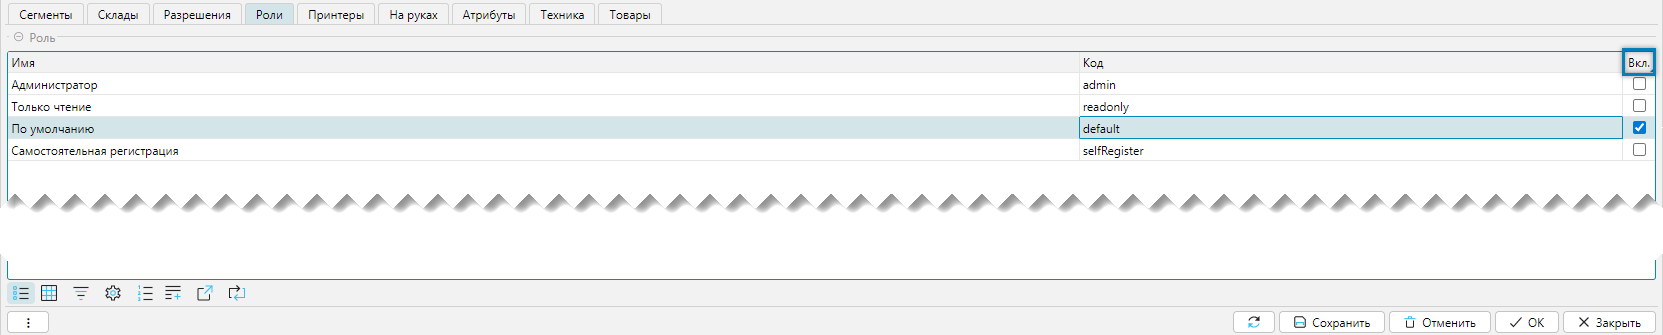 Сегменты Склады Разрешения Роли Принтеры На руках Атрибуты Техника Товары
Роль
Имя Код Вкл.
Администратор admin
Только чтение readonly
По умолчанию default
Самостоятельная регистрация selfRegister
Сохранить Отменить OK Закрыть